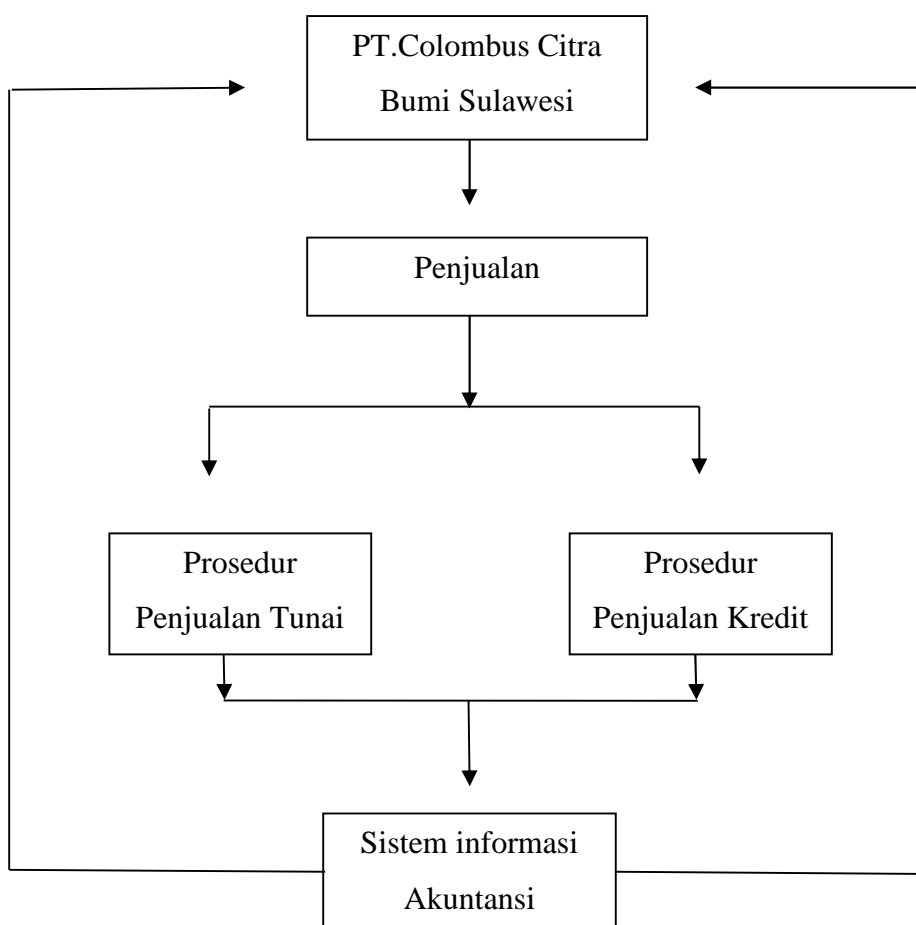 PT.Colombus Citra
Bumi Sulawesi
Penjualan
Prosedur
Penjualan Tunai
Prosedur
Penjualan Kredit
Sistem informasi
Akuntansi